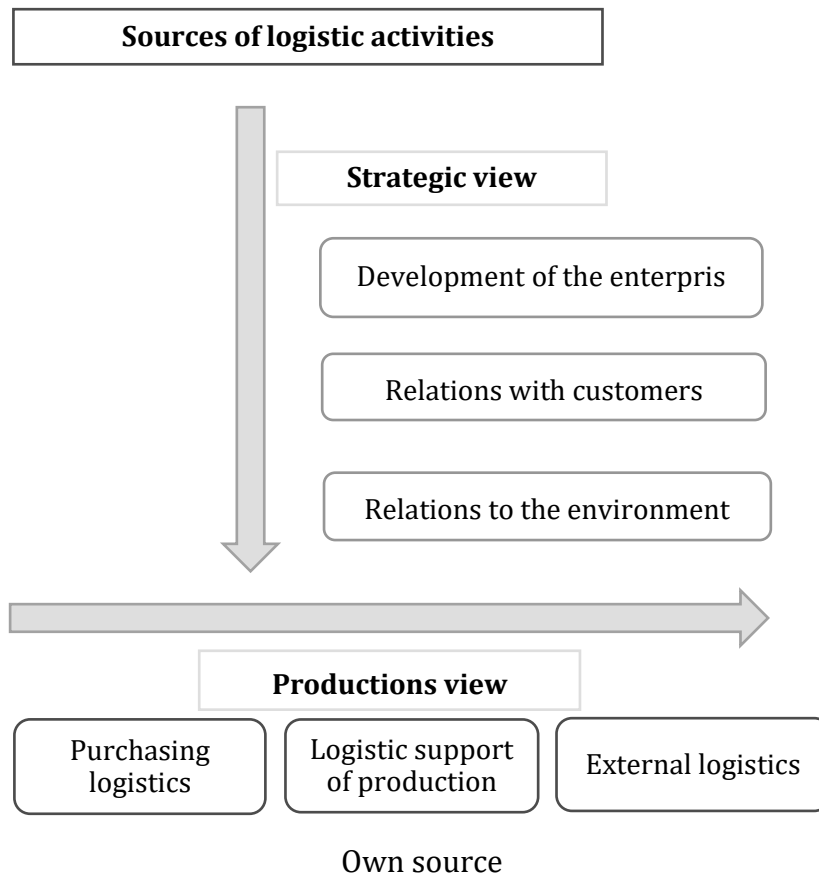 Sources of logistic activities
Strategic view
Development of the enterpris
Relations with customers
Relations to the environment
Productions view
Purchasing
logistics
Logistic support
of production
External logistics
Own source